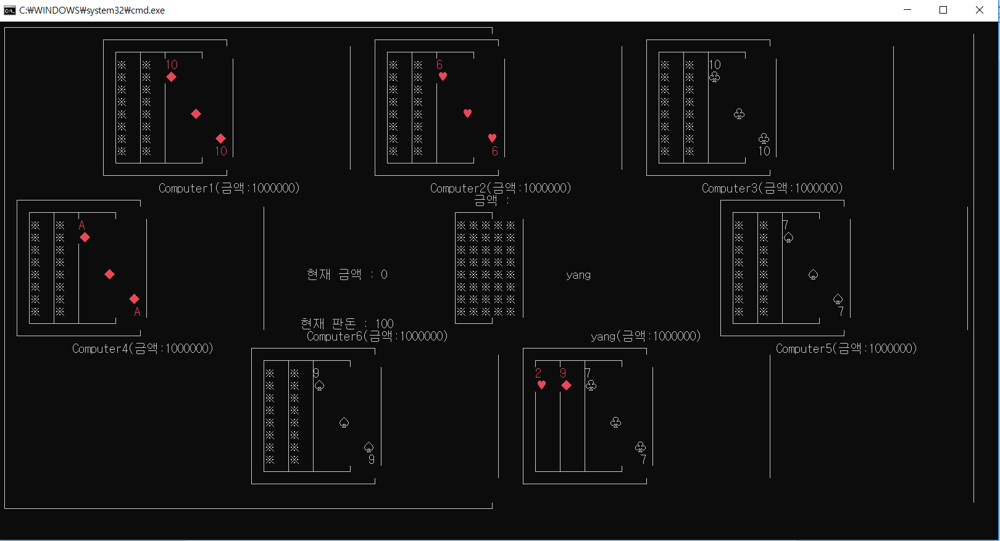 C:₩WINDOWS₩system32₩cmd.exe
10 6 10
10 6 10
Computer1(금액:1000000) Computer2(금액:1000000) Computer3(금액:1000000)
금액 :
A 7
현재 금액 : 0 yang
A 7
현재 판돈 : 100
Computer6(금액:1000000) yang(금액:1000000)
Computer4(금액:1000000) Computer5(금액:1000000)
9 2 9 7
9 7